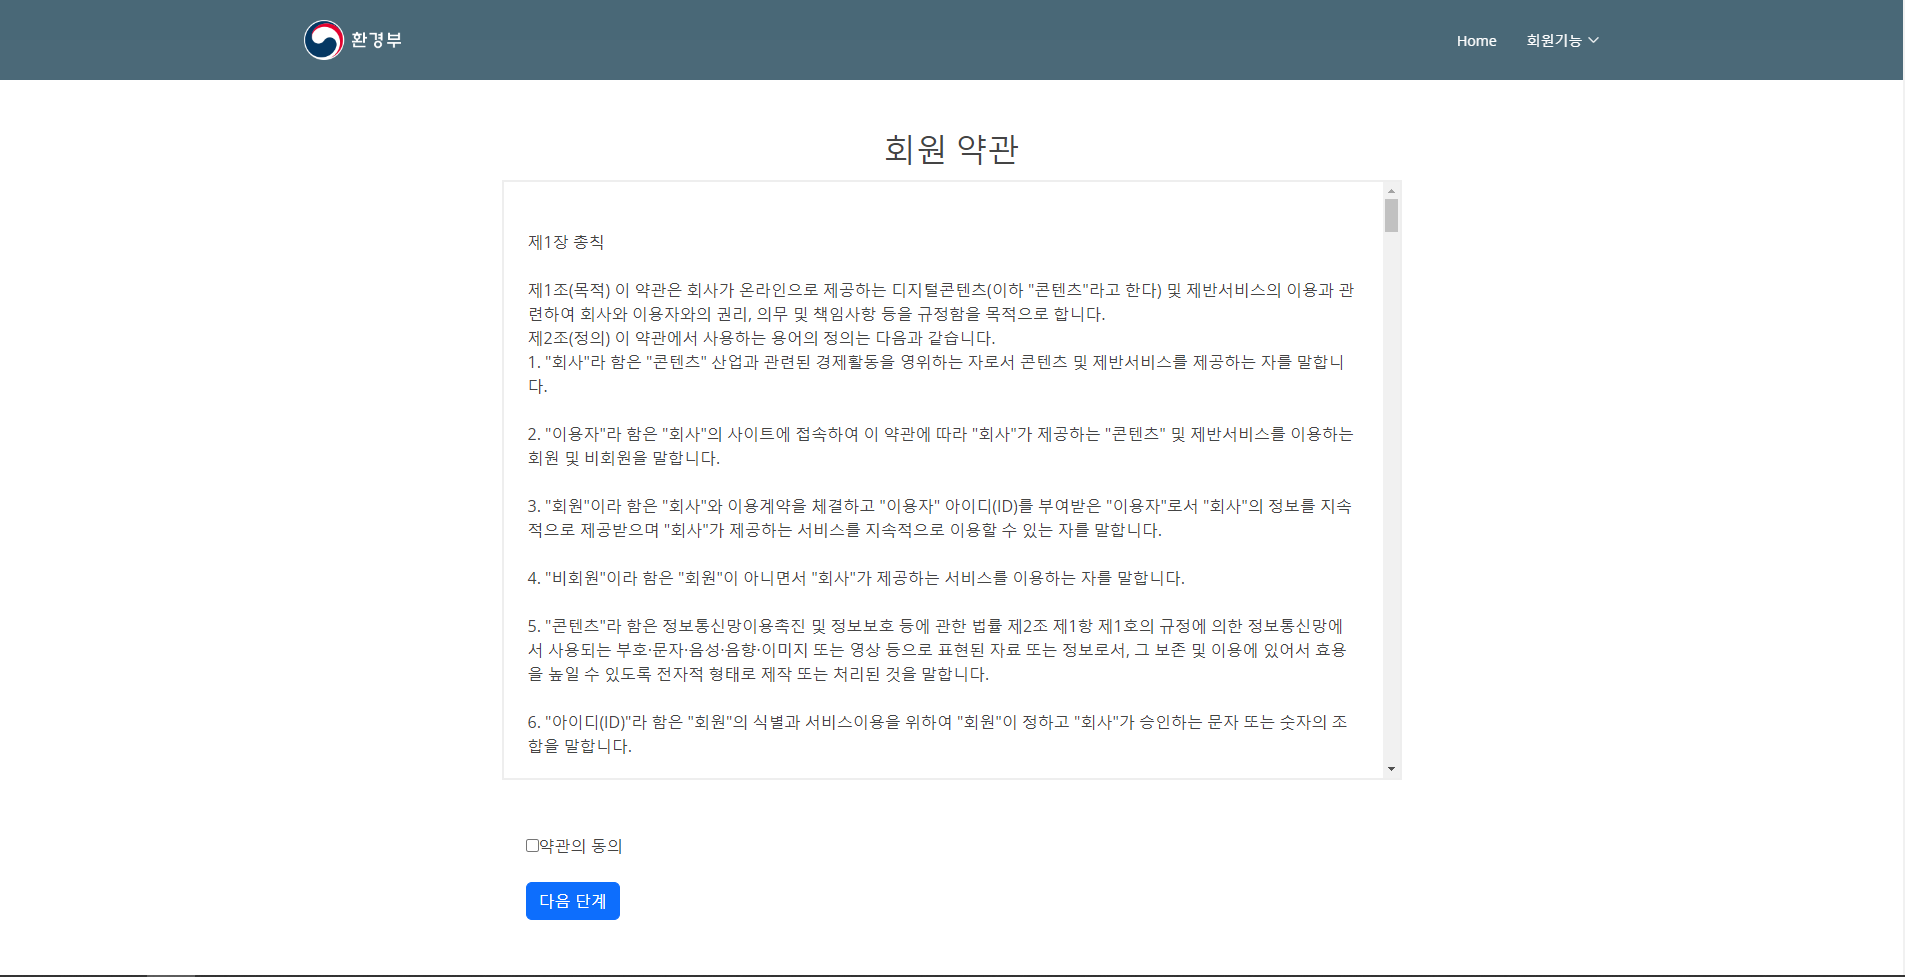 환경부
Home
회원기능
회원 약관
제1장 총칙
제1조(목적) 이 약관은 회사가 온라인으로 제공하는 디지털콘텐츠(이하 "콘텐츠"라고 한다) 및 제반서비스의 이용과 관
련하여 회사와 이용자와의 권리, 의무 및 책임사항 등을 규정함을 목적으로 합니다.
제2조(정의) 이 약관에서 사용하는 용어의 정의는 다음과 같습니다.
1. "회사"라 함은 "콘텐츠" 산업과 관련된 경제활동을 영위하는 자로서 콘텐츠 및 제반서비스를 제공하는 자를 말합니
다.
2. "이용자"라 함은 "회사"의 사이트에 접속하여 이 약관에 따라 "회사"가 제공하는 "콘텐츠" 및 제반서비스를 이용하는
회원 및 비회원을 말합니다.
3. "회원"이라 함은 "회사"와 이용계약을 체결하고 "이용자" 아이디(ID)를 부여받은 "이용자"로서 "회사"의 정보를 지속
적으로 제공받으며 "회사"가 제공하는 서비스를 지속적으로 이용할 수 있는 자를 말합니다.
4. "비회원"이라 함은 "회원"이 아니면서 "회사"가 제공하는 서비스를 이용하는 자를 말합니다.
5. "콘텐츠"라 함은 정보통신망이용촉진 및 정보보호 등에 관한 법률 제2조 제1항 제1호의 규정에 의한 정보통신망에
서 사용되는 부호·문자·음성·음향·이미지 또는 영상 등으로 표현된 자료 또는 정보로서, 그 보존 및 이용에 있어서 효용
을 높일 수 있도록 전자적 형태로 제작 또는 처리된 것을 말합니다.
6. "아이디(ID)"라 함은 "회원"의 식별과 서비스이용을 위하여 "회원"이 정하고 "회사"가 승인하는 문자 또는 숫자의 조
합을 말합니다.
약관의 동의
다음 단계